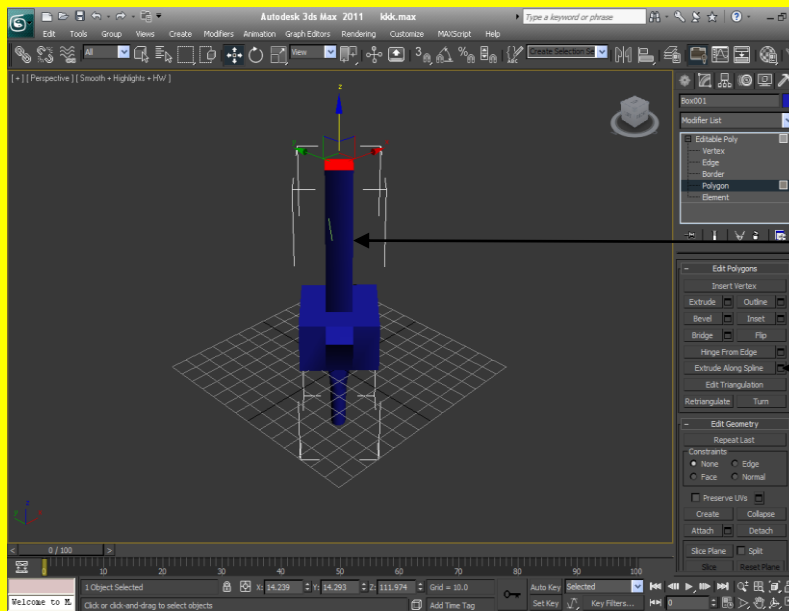 Autodesk 3ds Max 2011 kkk.max
Type a keyword or phrase
Edit Tools Group Views Create Modifiers Animation Graph Editors Rendering Customize MAXScript Help
All View 3 Create Selection Se
[ + ] [ Perspective ] [ Smooth + Highlights + HW ]
z
Box001
Modifier List
Editable Poly
Vertex
Edge
Border
Polygon
Element
Edit Polygons
Insert Vertex
Extrude Outline
Bevel Inset
Bridge Flip
Hinge From Edge
Extrude Along Spline
Edit Triangulation
Retriangulate Turn
Edit Geometry
Repeat Last
Constraints
None Edge
Face Normal
Preserve UVs
Create Collapse
Attach Detach
Slice Plane Split
Slice Reset Plane
0 / 100
0 10 20 30 40 50 60 70 80 90 100
1 Object Selected X: 14.239 Y: 14.293 Z: 111.974 Grid = 10.0 Auto Key Selected
Welcome to M Click or click-and-drag to select objects Add Time Tag Set Key Key Filters... 0